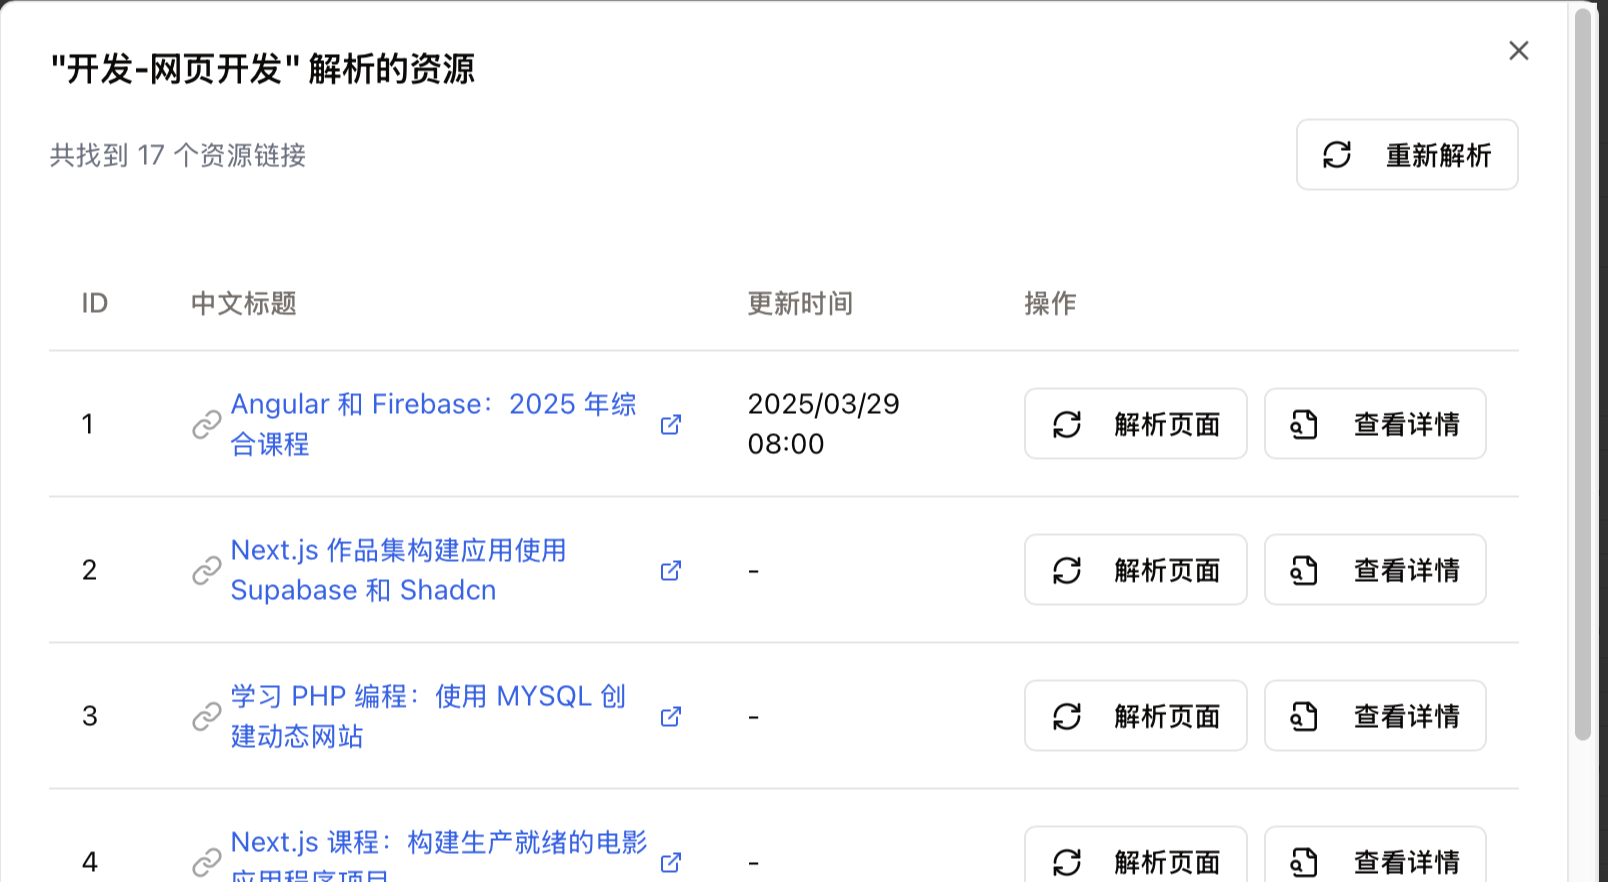 "开发-网页开发" 解析的资源
共找到 17 个资源链接
重新解析
ID
中文标题
更新时间
操作
1
Angular 和 Firebase：2025 年综
合课程
2025/03/29
08:00
解析页面
查看详情
2
Next.js 作品集构建应用使用
Supabase 和 Shadcn
-
解析页面
查看详情
3
学习 PHP 编程：使用 MYSQL 创
建动态网站
-
解析页面
查看详情
4
Next.js 课程：构建生产就绪的电影
应用程序项目
-
解析页面
查看详情